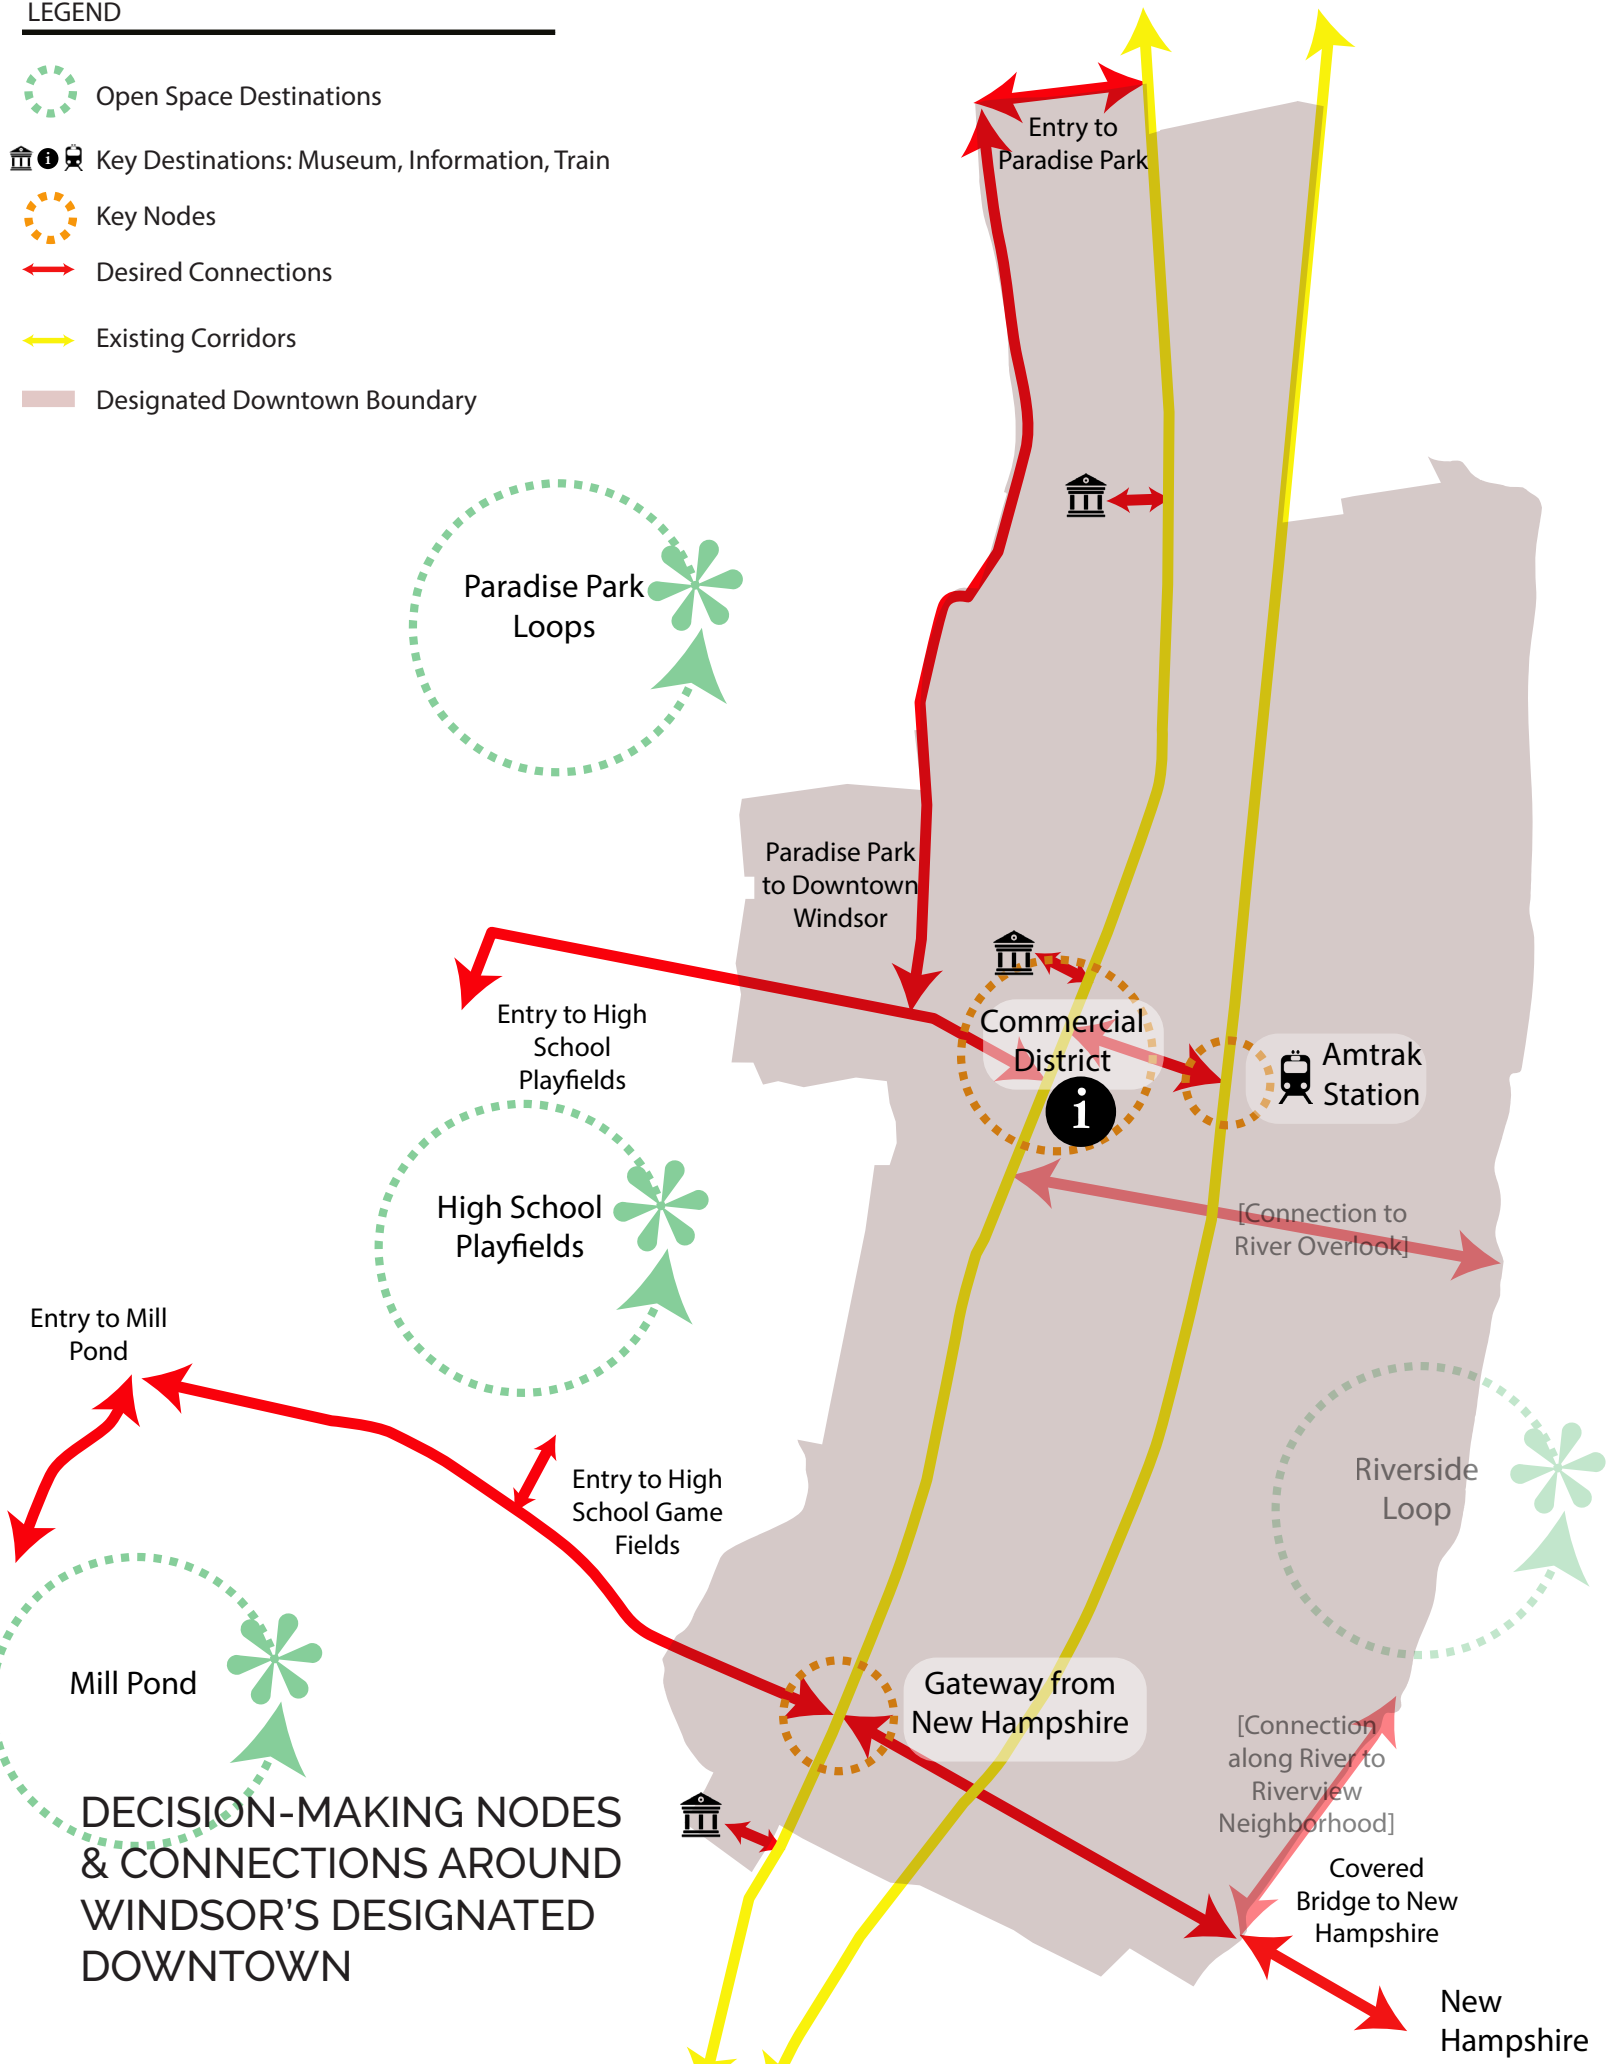 LEGEND
Open Space Destinations
Key Destinations: Museum, Information, Train
Key Nodes
Desired Connections
Existing Corridors
Designated Downtown Boundary
Entry to
Paradise Park
Paradise Park
Loops
Paradise Park
to Downtown
Windsor
Entry to High
School
Playfields
Commercial
District
i
Amtrak
Station
[Connection to
River Overlook]
High School
Playfields
Entry to Mill
Pond
Entry to High
School Game
Fields
Riverside
Loop
Mill Pond
Gateway from
New Hampshire
[Connection
along River to
Riverview
Neighborhood]
Covered
Bridge to New
Hampshire
New
Hampshire
DECISION-MAKING NODES
& CONNECTIONS AROUND
WINDSOR'S DESIGNATED
DOWNTOWN